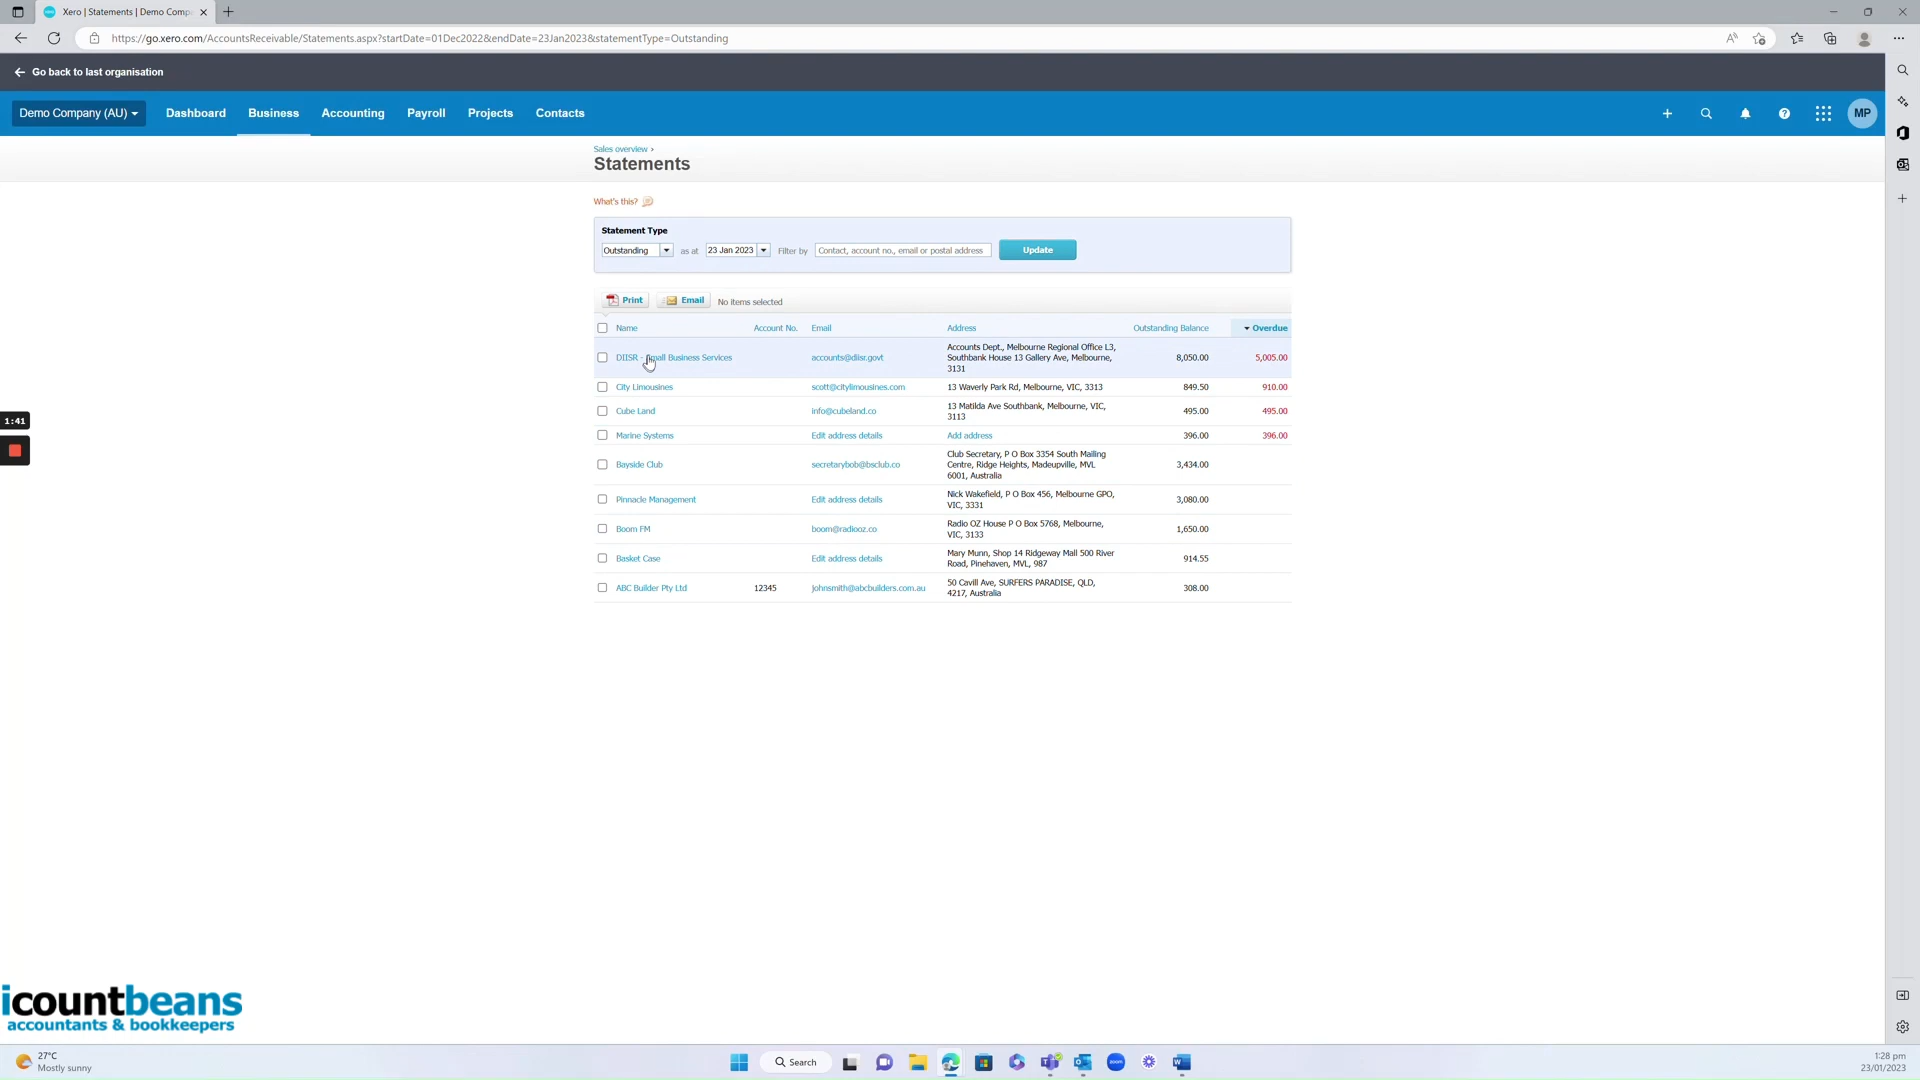 Xero | Statements | Demo Comp
https://go.xero.com/AccountsReceivable/Statements.aspx?startDate=01Dec2022&endDate=23Jan2023&statementType=Outstanding
Go back to last organisation
Demo Company (AU)
Dashboard
Business
Accounting
Payroll
Projects
Contacts
MP
Sales overview ›
Statements
What's this?
Statement Type
Outstanding
as at
23 Jan 2023
Filter by
Contact, account no., email or postal address
Update
Print
Email
No items selected
Name
Account No.
Email
Address
Outstanding Balance
Overdue
DIISR - Small Business Services
accounts@diisr.govt
Accounts Dept., Melbourne Regional Office L3,
Southbank House 13 Gallery Ave, Melbourne,
3131
8,050.00
5,005.00
City Limousines
scott@citylimousines.com
13 Waverly Park Rd, Melbourne, VIC, 3313
849.50
910.00
Cube Land
info@cubeland.co
13 Matilda Ave Southbank, Melbourne, VIC,
3113
495.00
495.00
Marine Systems
Edit address details
Add address
396.00
396.00
Bayside Club
secretarybob@bsclub.co
Club Secretary, P O Box 3354 South Mailing
Centre, Ridge Heights, Madeupville, MVL
6001, Australia
3,434.00
Pinnacle Management
Edit address details
Nick Wakefield, P O Box 456, Melbourne GPO,
VIC, 3331
3,080.00
Boom FM
boom@radiooz.co
Radio OZ House P O Box 5768, Melbourne,
VIC, 3133
1,650.00
Basket Case
Edit address details
Mary Munn, Shop 14 Ridgeway Mall 500 River
Road, Pinehaven, MVL, 987
914.55
ABC Builder Pty Ltd
12345
johnsmith@abcbuilders.com.au
50 Cavill Ave, SURFERS PARADISE, QLD,
4217, Australia
308.00
1:41
icountbeans
accountants & bookkeepers
27°C
Mostly sunny
Search
zoom
1:28 pm
23/01/2023